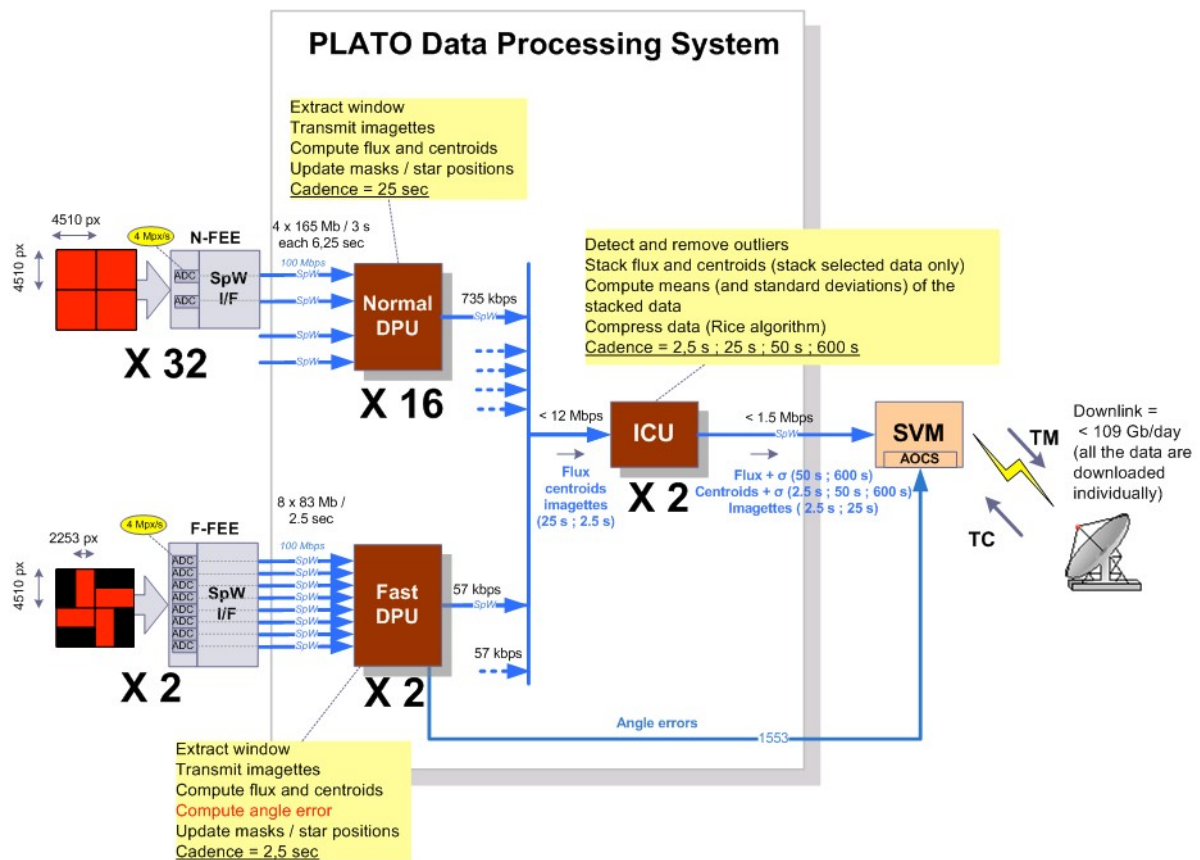 PLATO Data Processing System
Extract window
Transmit imagettes
Compute flux and centroids
Update masks / star positions
Cadence = 25 sec
4510 px
4510 px
4 Mpx/s
N-FEE
ADC
ADC
SpW
I/F
X 32
4 x 165 Mb / 3 s
each 6,25 sec
100 Mbps
SpW
SpW
SpW
SpW
Normal
DPU
X 16
735 kbps
SpW
Detect and remove outliers
Stack flux and centroids (stack selected data only)
Compute means (and standard deviations) of the
stacked data
Compress data (Rice algorithm)
Cadence = 2,5 s ; 25 s ; 50 s ; 600 s
< 12 Mbps
Flux
centroids
imagettes
(25 s ; 2.5 s)
ICU
X 2
< 1.5 Mbps
SpW
Flux + σ (50 s ; 600 s)
Centroids + σ (2.5 s ; 50 s ; 600 s)
Imagettes ( 2.5 s ; 25 s)
SVM
AOCS
TM
TC
Downlink =
< 109 Gb/day
(all the data are
downloaded
individually)
2253 px
4510 px
4 Mpx/s
F-FEE
ADC
ADC
ADC
ADC
ADC
ADC
ADC
ADC
SpW
I/F
X 2
8 x 83 Mb /
2.5 sec
100 Mbps
SpW
SpW
SpW
SpW
SpW
SpW
SpW
SpW
Fast
DPU
X 2
57 kbps
SpW
57 kbps
Angle errors
1553
Extract window
Transmit imagettes
Compute flux and centroids
Compute angle error
Update masks / star positions
Cadence = 2,5 sec